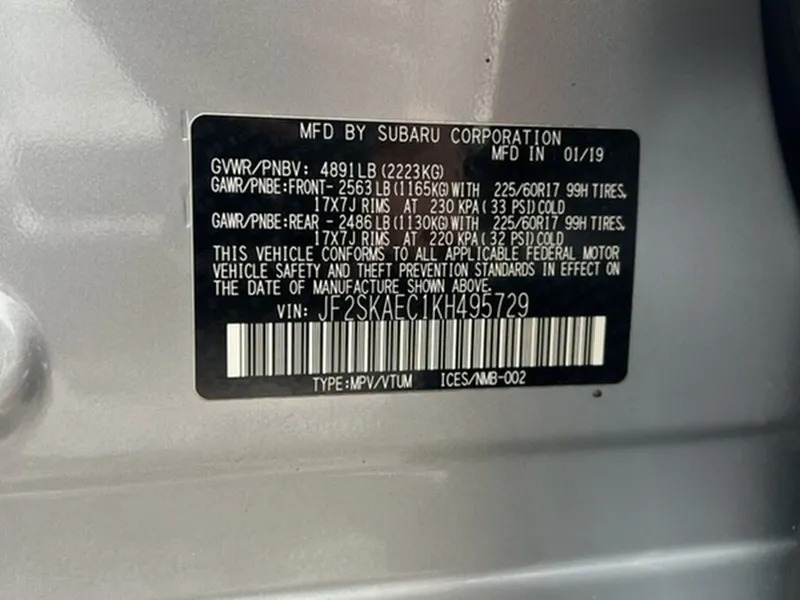 MFD BY SUBARU CORPORATION
MFD IN 01/19
GVWR/PNBV: 4891LB (2223KG)
GAWR/PNBE:FRONT- 2563 LB (1165KG) WITH 225/60R17 99H TIRES,
17X7J RIMS AT 230 KPA ( 33 PSI) COLD
GAWR/PNBE:REAR - 2486 LB (1130KG) WITH 225/60R17 99H TIRES,
17X7J RIMS AT 220 KPA ( 32 PSI) COLD
THIS VEHICLE CONFORMS TO ALL APPLICABLE FEDERAL MOTOR
VEHICLE SAFETY AND THEFT PREVENTION STANDARDS IN EFFECT ON
THE DATE OF MANUFACTURE SHOWN ABOVE.
VIN: JF2SKAEC1KH495729
TYPE:MPV/VTUM ICES/NMB-002